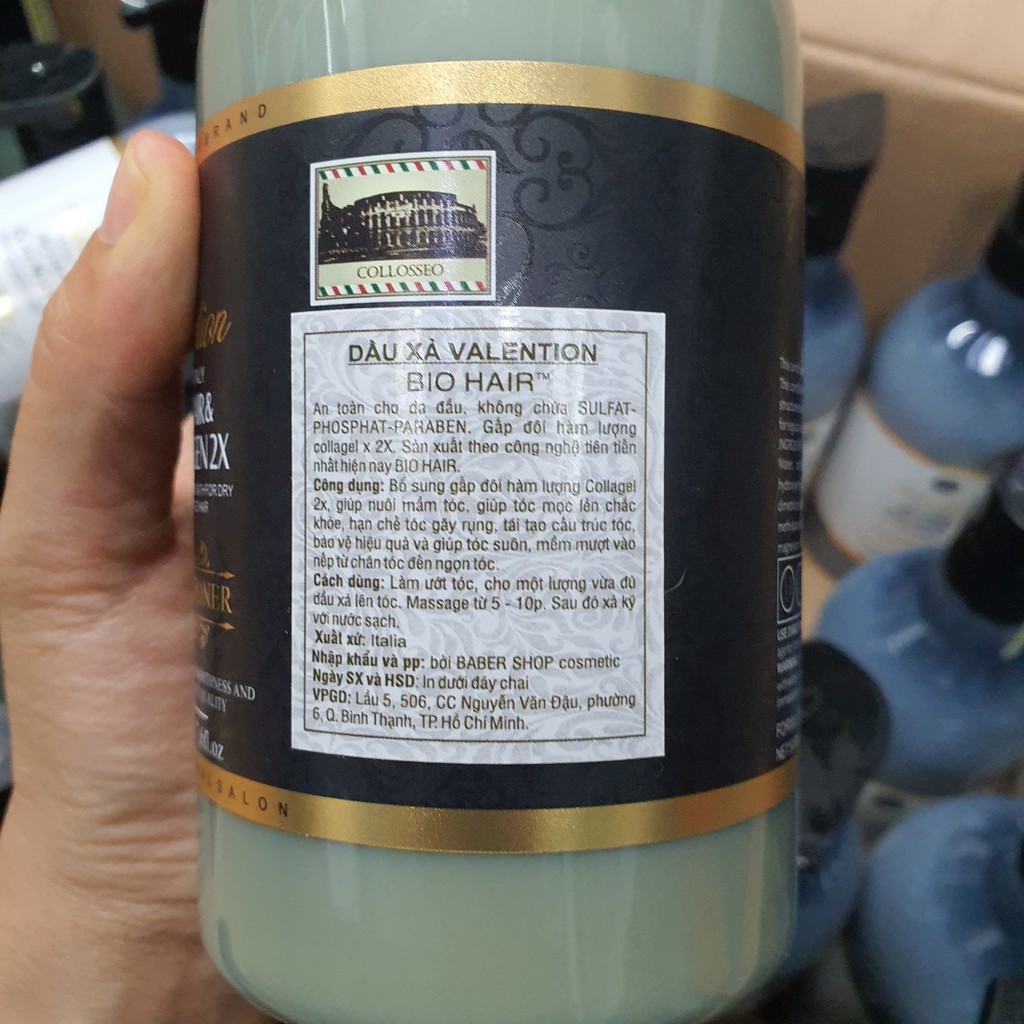 BRAND
COLLOSSEO
DẦU XẢ VALENTION
BIO HAIR™
An toàn cho da đầu, không chứa SULFAT-
PHOSPHAT-PARABEN. Gấp đôi hàm lượng
collagel x 2X. Sản xuất theo công nghệ tiên tiến
nhất hiện nay BIO HAIR.
Công dụng: Bổ sung gấp đôi hàm lượng Collagel
2x, giúp nuôi mầm tóc, giúp tóc mọc lên chắc
khỏe, hạn chế tóc gãy rụng, tái tạo cấu trúc tóc,
bảo vệ hiệu quả và giúp tóc suôn, mềm mượt vào
nếp từ chân tóc đến ngọn tóc.
Cách dùng: Làm ướt tóc, cho một lượng vừa đủ
dầu xả lên tóc. Massage từ 5 - 10p. Sau đó xả kỹ
với nước sạch.
Xuất xứ: Italia
Nhập khẩu và pp: bởi BABER SHOP cosmetic
Ngày SX và HSD: In dưới đáy chai
VPGD: Lầu 5, 506, CC Nguyễn Văn Đậu, phường
6, Q. Bình Thạnh, TP. Hồ Chí Minh.
2X
FOR DRY
HAIR
AND
fl.oz
SALON